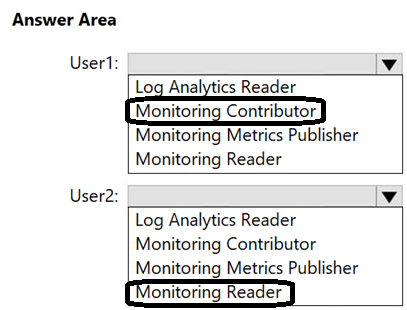 Answer Area
User1:
Log Analytics Reader
Monitoring Contributor
Monitoring Metrics Publisher
Monitoring Reader
User2:
Log Analytics Reader
Monitoring Contributor
Monitoring Metrics Publisher
Monitoring Reader